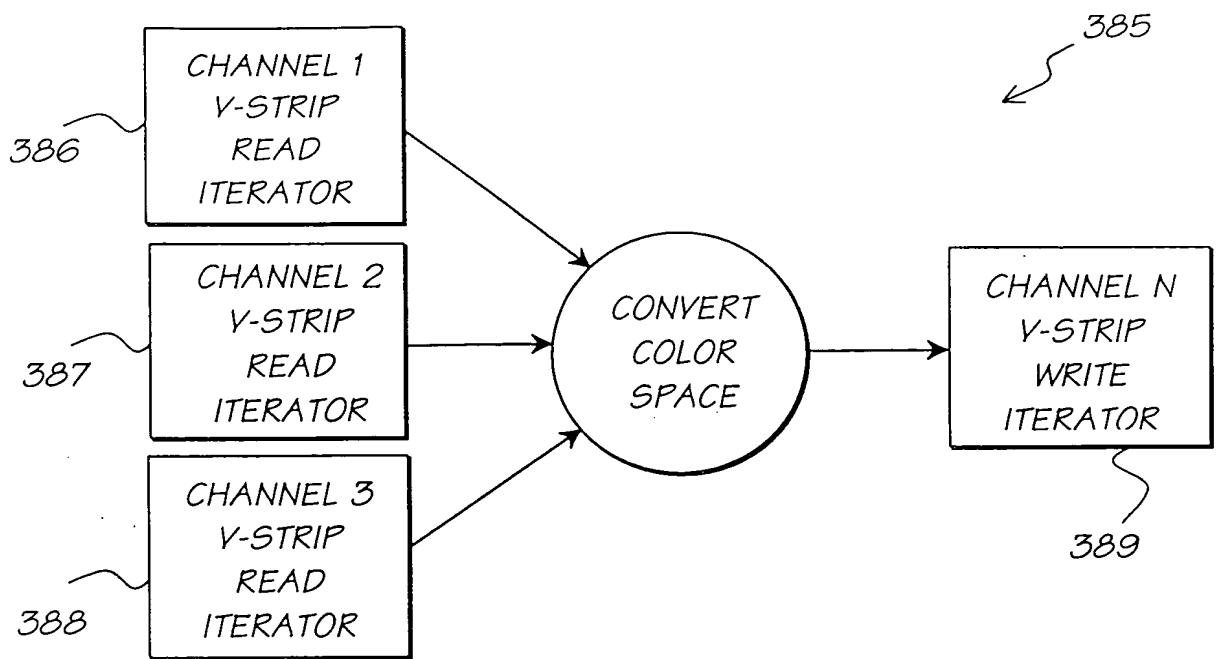 385
CHANNEL 1
V-STRIP
READ
ITERATOR
386
CHANNEL 2
V-STRIP
READ
ITERATOR
387
CHANNEL 3
V-STRIP
READ
ITERATOR
388
CONVERT
COLOR
SPACE
CHANNEL N
V-STRIP
WRITE
ITERATOR
389